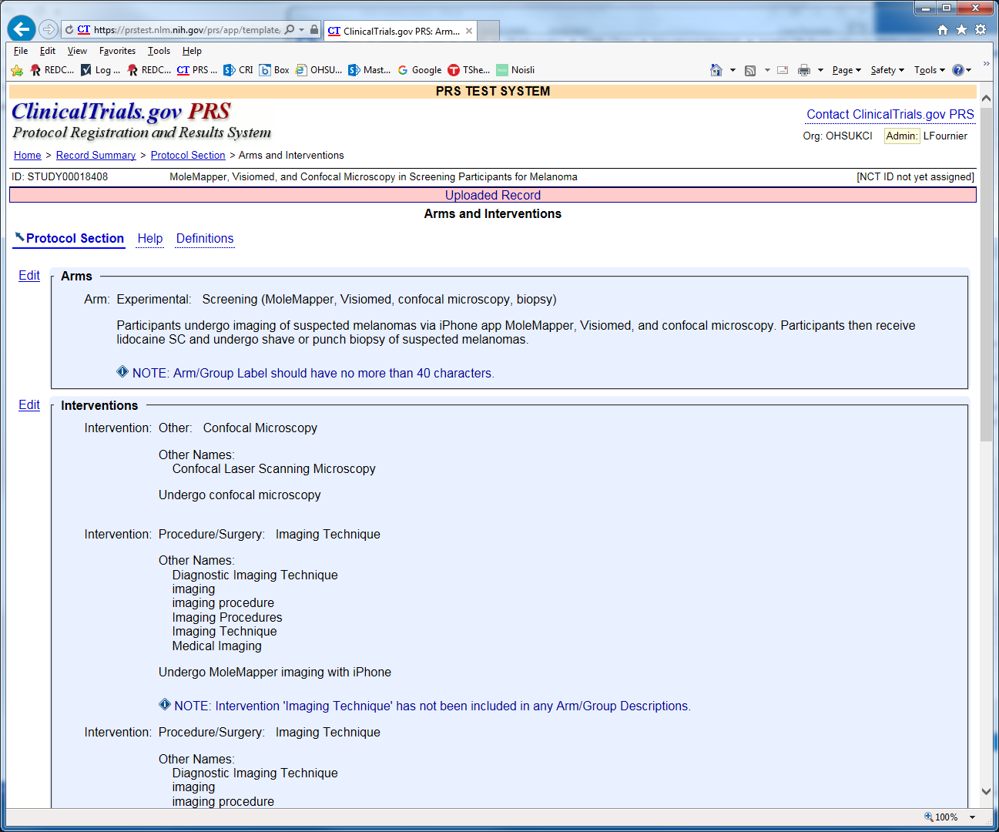 CT https://prstest.nlm.nih.gov/prs/app/template,
CT ClinicalTrials.gov PRS: Arm...
File Edit View Favorites Tools Help
REDC... Log ... REDC... CT PRS ... CRI Box OHSU... Mast... Google TShe... Noisli
Page Safety Tools
PRS TEST SYSTEM
ClinicalTrials.gov PRS
Protocol Registration and Results System
Contact ClinicalTrials.gov PRS
Org: OHSUKCI Admin: LFournier
Home > Record Summary > Protocol Section > Arms and Interventions
ID: STUDY00018408 MoleMapper, Visiomed, and Confocal Microscopy in Screening Participants for Melanoma [NCT ID not yet assigned]
Uploaded Record
Arms and Interventions
Protocol Section Help Definitions
Edit Arms
Arm: Experimental: Screening (MoleMapper, Visiomed, confocal microscopy, biopsy)
Participants undergo imaging of suspected melanomas via iPhone app MoleMapper, Visiomed, and confocal microscopy. Participants then receive
lidocaine SC and undergo shave or punch biopsy of suspected melanomas.
NOTE: Arm/Group Label should have no more than 40 characters.
Edit Interventions
Intervention: Other: Confocal Microscopy
Other Names:
Confocal Laser Scanning Microscopy
Undergo confocal microscopy
Intervention: Procedure/Surgery: Imaging Technique
Other Names:
Diagnostic Imaging Technique
imaging
imaging procedure
Imaging Procedures
Imaging Technique
Medical Imaging
Undergo MoleMapper imaging with iPhone
NOTE: Intervention 'Imaging Technique' has not been included in any Arm/Group Descriptions.
Intervention: Procedure/Surgery: Imaging Technique
Other Names:
Diagnostic Imaging Technique
imaging
imaging procedure
100%